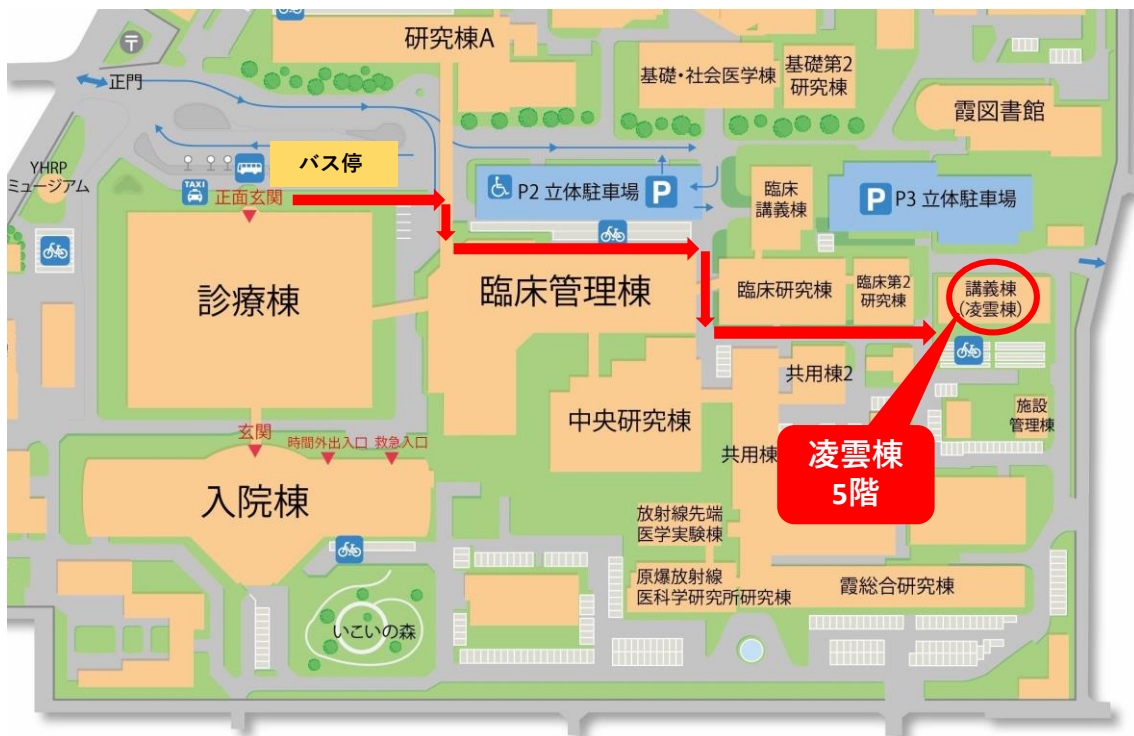 研究棟A
〒
正門
基礎・社会医学棟
基礎第2
研究棟
霞図書館
YHRP
ミュージアム
バス停
TAXI
正面玄関
P2 立体駐車場
P
臨床
講義棟
P
P3 立体駐車場
診療棟
臨床管理棟
臨床研究棟
臨床第2
研究棟
講義棟
(凌雲棟)
共用棟2
中央研究棟
施設
管理棟
玄関
時間外出入口
救急入口
共用棟
凌雲棟
5階
入院棟
放射線先端
医学実験棟
原爆放射線
医科学研究所研究棟
霞総合研究棟
いこいの森